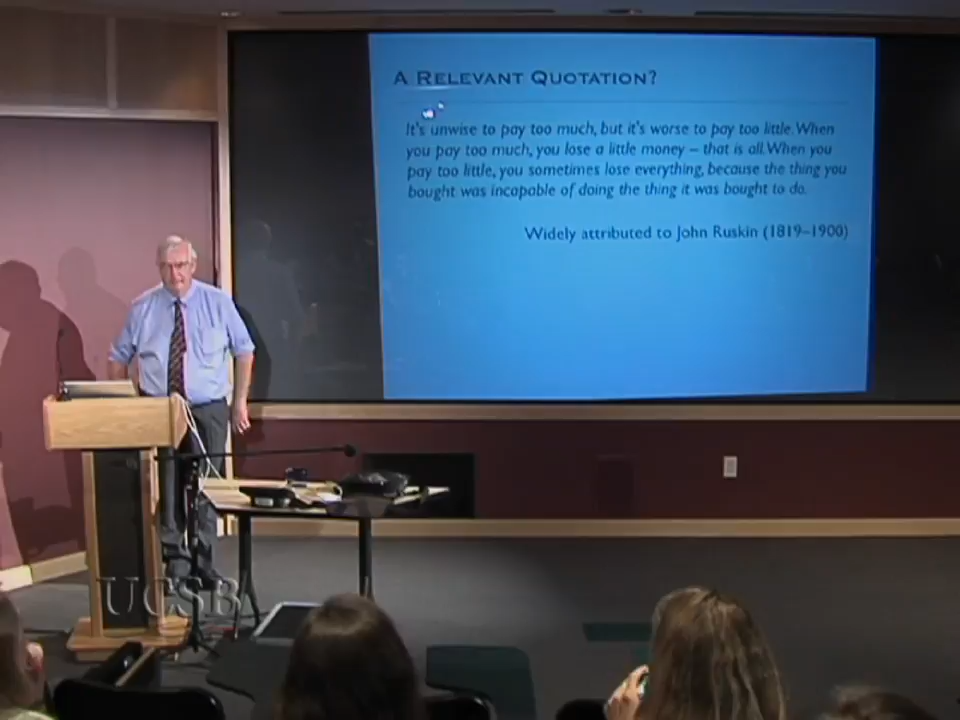 A RELEVANT QUOTATION?
It's unwise to pay too much, but it's worse to pay too little. When
you pay too much, you lose a little money – that is all. When you
pay too little, you sometimes lose everything, because the thing you
bought was incapable of doing the thing it was bought to do.
Widely attributed to John Ruskin (1819–1900)
UCSB